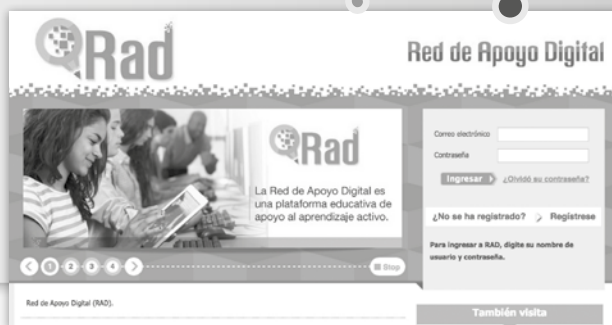 Rad
Red de Apoyo Digital
Rad
La Red de Apoyo Digital es
una plataforma educativa de
apoyo al aprendizaje activo.
Correo electrónico
Contraseña
Ingresar
¿Olvidó su contraseña?
¿No se ha registrado?
Regístrese
Para ingresar a RAD, digite su nombre de
usuario y contraseña.
1 2 3 4
Stop
Red de Apoyo Digital (RAD).
También visita